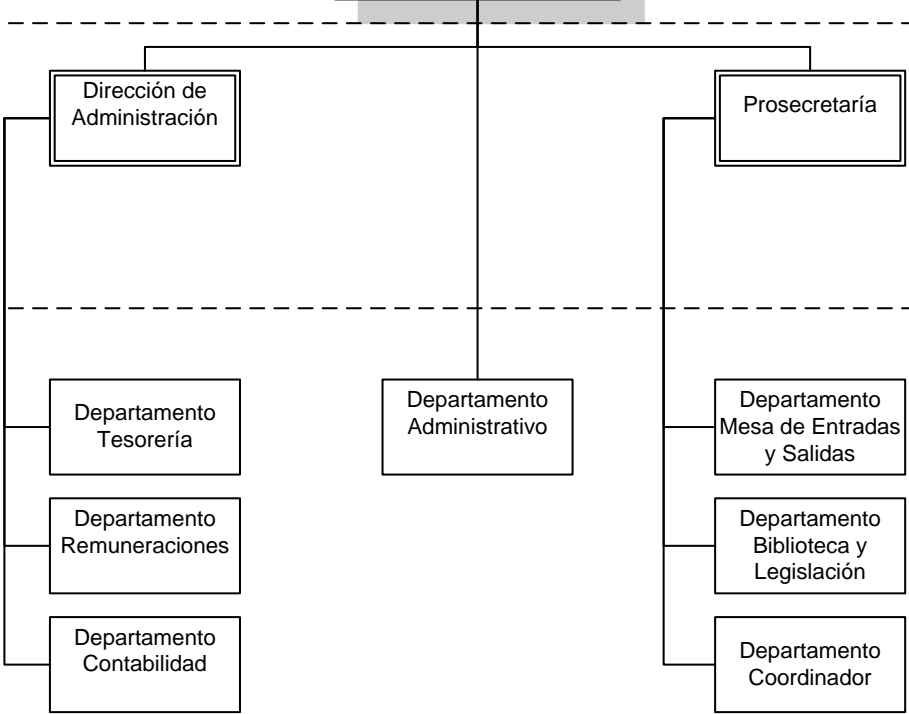 Dirección de
Administración
Prosecretaría
Departamento
Tesorería
Departamento
Administrativo
Departamento
Mesa de Entradas
y Salidas
Departamento
Remuneraciones
Departamento
Biblioteca y
Legislación
Departamento
Contabilidad
Departamento
Coordinador